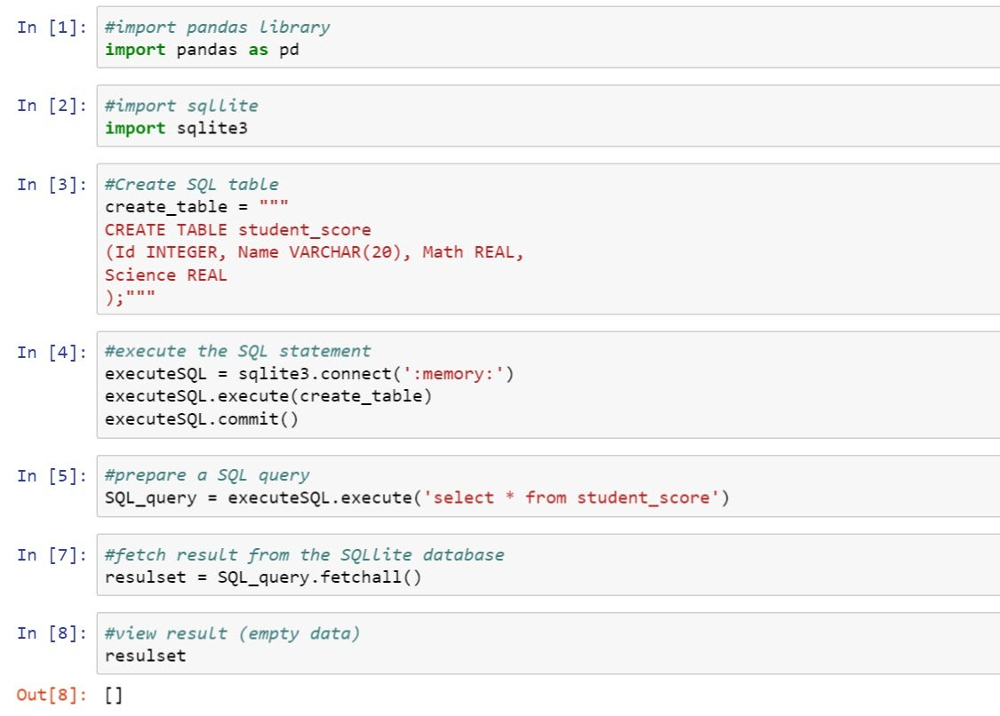 In [1]: #import pandas library
import pandas as pd
In [2]: #import sqllite
import sqlite3
In [3]: #Create SQL table
create_table = """
CREATE TABLE student_score
(Id INTEGER, Name VARCHAR(20), Math REAL,
Science REAL
);"""
In [4]: #execute the SQL statement
executeSQL = sqlite3.connect(':memory:')
executeSQL.execute(create_table)
executeSQL.commit()
In [5]: #prepare a SQL query
SQL_query = executeSQL.execute('select * from student_score')
In [7]: #fetch result from the SQLlite database
resulset = SQL_query.fetchall()
In [8]: #view result (empty data)
resulset
Out[8]: []